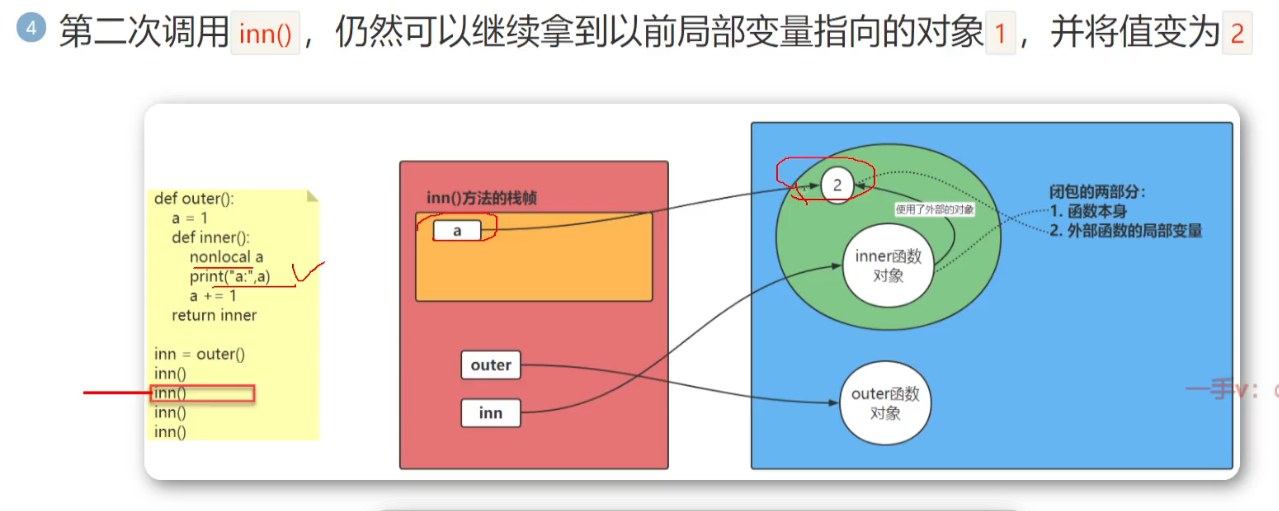 4 第二次调用 inn() ，仍然可以继续拿到以前局部变量指向的对象 1 ，并将值变为 2
def outer():
a = 1
def inner():
nonlocal a
print("a:",a)
a += 1
return inner
inn = outer()
inn()
inn()
inn()
inn()
inn()方法的栈帧
a
outer
inn
2
使用了外部的对象
inner函数
对象
outer函数
对象
闭包的两部分：
1. 函数本身
2. 外部函数的局部变量
一手v：